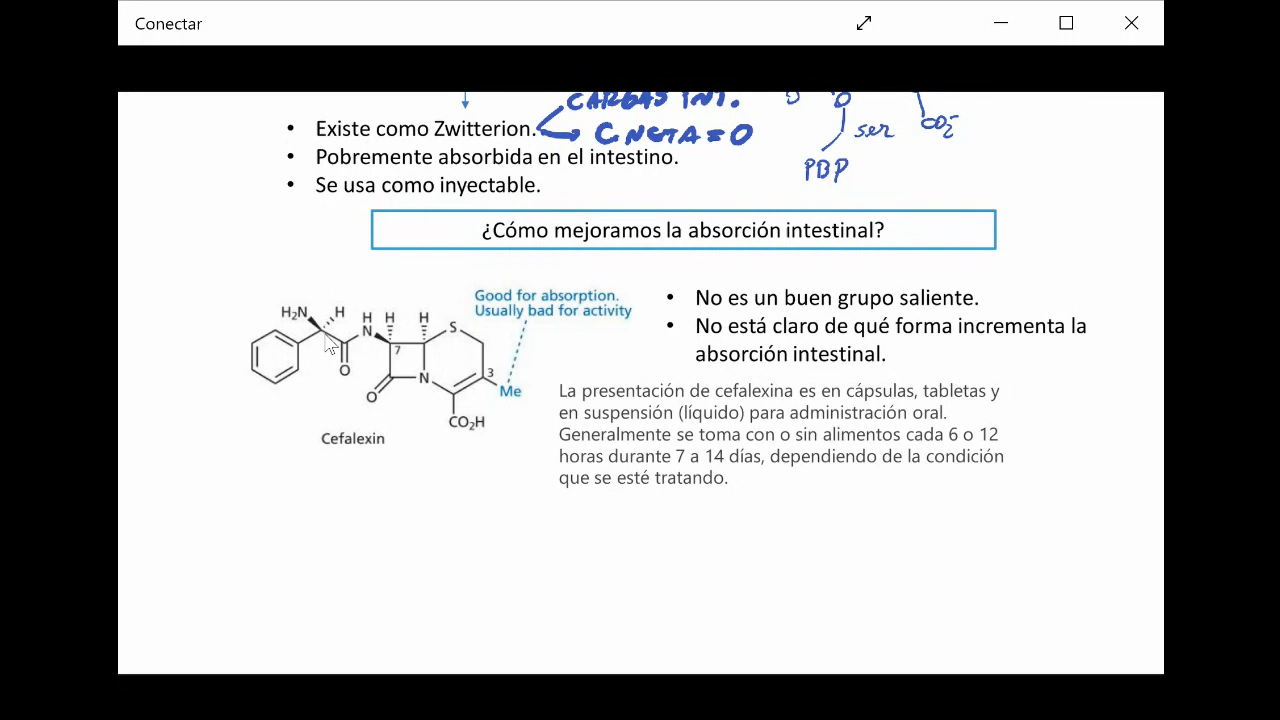 Conectar
CARGAS INT.
• Existe como Zwitterion.
C NETA = 0
ser
CO₂⁻
• Pobremente absorbida en el intestino.
PBP
• Se usa como inyectable.
¿Cómo mejoramos la absorción intestinal?
Good for absorption.
Usually bad for activity
H₂N
H
H
N
H
H
S
7
O
O
N
3
Me
CO₂H
Cefalexin
• No es un buen grupo saliente.
• No está claro de qué forma incrementa la
absorción intestinal.
La presentación de cefalexina es en cápsulas, tabletas y
en suspensión (líquido) para administración oral.
Generalmente se toma con o sin alimentos cada 6 o 12
horas durante 7 a 14 días, dependiendo de la condición
que se esté tratando.